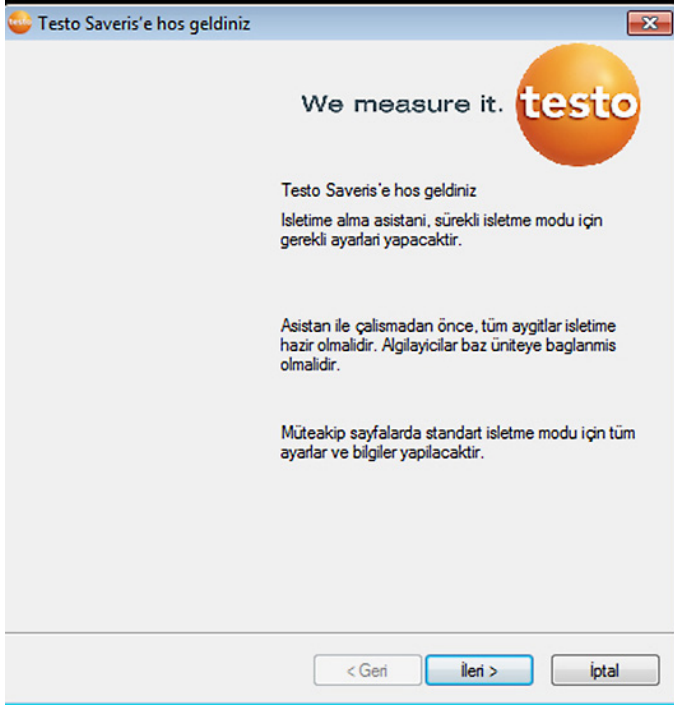 Testo Saveris'e hos geldiniz
We measure it. testo
Testo Saveris'e hos geldiniz
Isletime alma asistani, sürekli isletme modu için
gerekli ayarlari yapacaktir.
Asistan ile çalismadan önce, tüm aygitlar isletime
hazir olmalidir. Algilayicilar baz üniteye baglanmis
olmalidir.
Müteakip sayfalarda standart isletme modu için tüm
ayarlar ve bilgiler yapilacaktir.
< Geri İleri > İptal